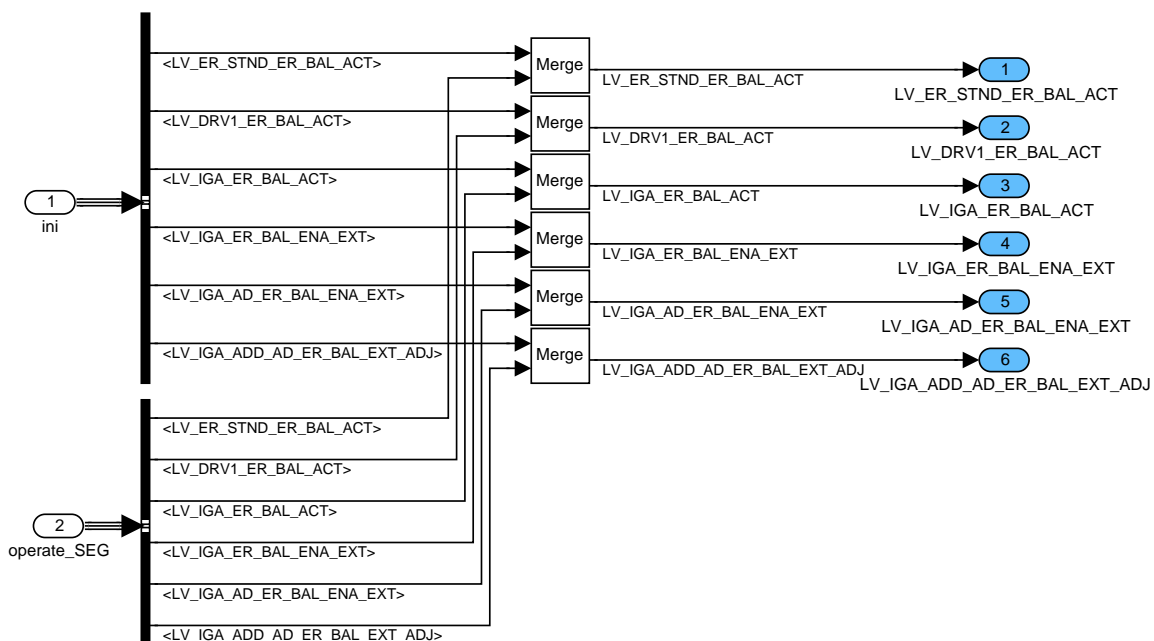 <LV_ER_STND_ER_BAL_ACT>
Merge
LV_ER_STND_ER_BAL_ACT
1
LV_ER_STND_ER_BAL_ACT
<LV_DRV1_ER_BAL_ACT>
Merge
LV_DRV1_ER_BAL_ACT
2
LV_DRV1_ER_BAL_ACT
<LV_IGA_ER_BAL_ACT>
Merge
LV_IGA_ER_BAL_ACT
3
LV_IGA_ER_BAL_ACT
1
ini
<LV_IGA_ER_BAL_ENA_EXT>
Merge
LV_IGA_ER_BAL_ENA_EXT
4
LV_IGA_ER_BAL_ENA_EXT
<LV_IGA_AD_ER_BAL_ENA_EXT>
Merge
LV_IGA_AD_ER_BAL_ENA_EXT
5
LV_IGA_AD_ER_BAL_ENA_EXT
<LV_IGA_ADD_AD_ER_BAL_EXT_ADJ>
Merge
LV_IGA_ADD_AD_ER_BAL_EXT_ADJ
6
LV_IGA_ADD_AD_ER_BAL_EXT_ADJ
<LV_ER_STND_ER_BAL_ACT>
<LV_DRV1_ER_BAL_ACT>
<LV_IGA_ER_BAL_ACT>
2
operate_SEG
<LV_IGA_ER_BAL_ENA_EXT>
<LV_IGA_AD_ER_BAL_ENA_EXT>
<LV_IGA_ADD_AD_ER_BAL_EXT_ADJ>